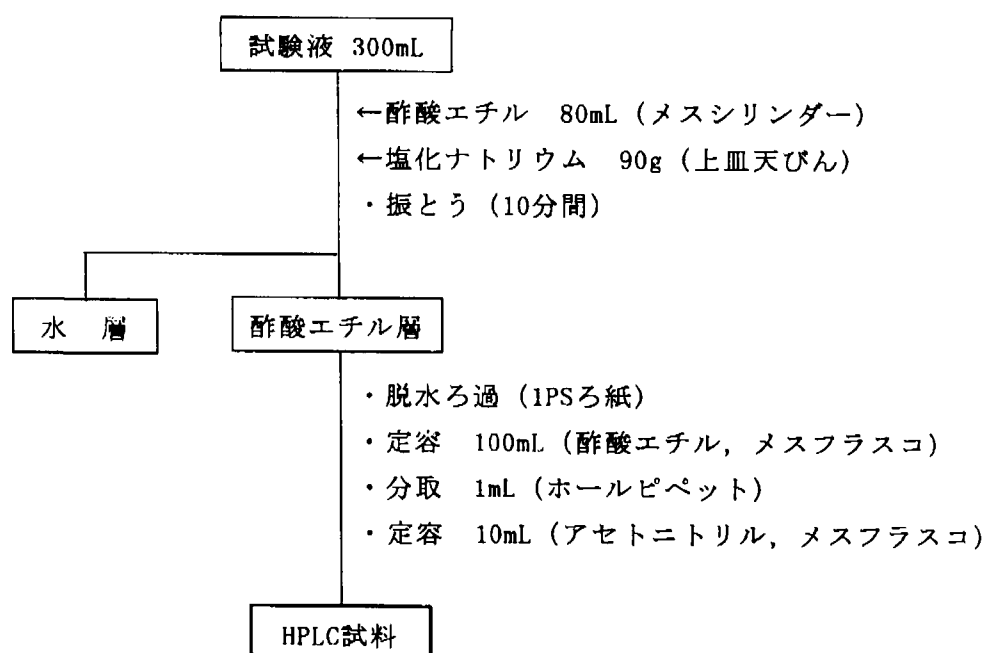 試験液 300mL
←酢酸エチル 80mL (メスシリンダー)
←塩化ナトリウム 90g (上皿天びん)
・振とう (10分間)
水 層
酢酸エチル層
・脱水ろ過 (1PSろ紙)
・定容 100mL (酢酸エチル, メスフラスコ)
・分取 1mL (ホールピペット)
・定容 10mL (アセトニトリル, メスフラスコ)
HPLC試料